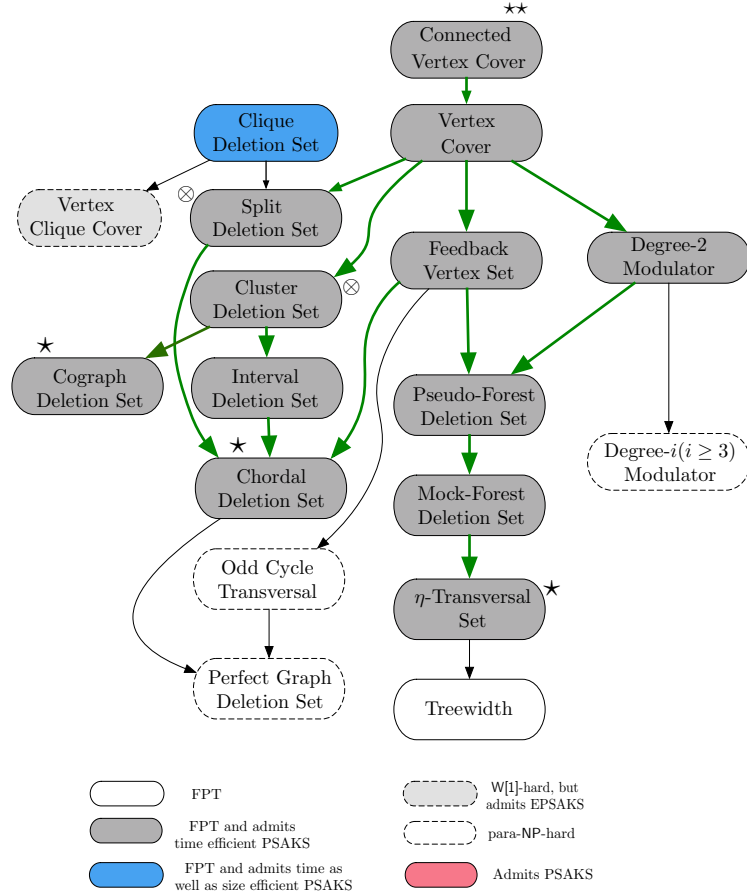 ⋆⋆
Connected
Vertex Cover
Clique
Deletion Set
Vertex
Cover
⊗
Vertex
Clique Cover
Split
Deletion Set
Feedback
Vertex Set
Degree-2
Modulator
Cluster
Deletion Set
⊗
⋆
Cograph
Deletion Set
Interval
Deletion Set
Pseudo-Forest
Deletion Set
⋆
Chordal
Deletion Set
Degree-i(i ≥ 3)
Modulator
Mock-Forest
Deletion Set
Odd Cycle
Transversal
η-Transversal
Set
⋆
Perfect Graph
Deletion Set
Treewidth
FPT
W[1]-hard, but
admits EPSAKS
FPT and admits
time efficient PSAKS
para-NP-hard
FPT and admits time as
well as size efficient PSAKS
Admits PSAKS